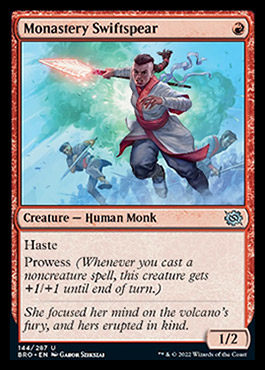 Monastery Swiftspear
Creature — Human Monk
Haste
Prowess (Whenever you cast a
noncreature spell, this creature gets
+1/+1 until end of turn.)
She focused her mind on the volcano's
fury, and hers erupted in kind.
1/2
144/287 U
BRO • EN Gabor Szikszai
™ & © 2022 Wizards of the Coast